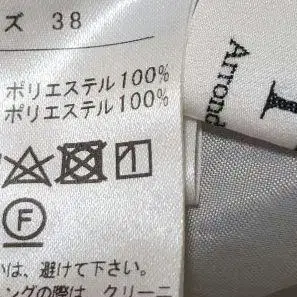 ズ 38
ポリエステル100%
ポリエステル100%
Arrond
F
は、避けて下さい。
ングの際は、クリーニ